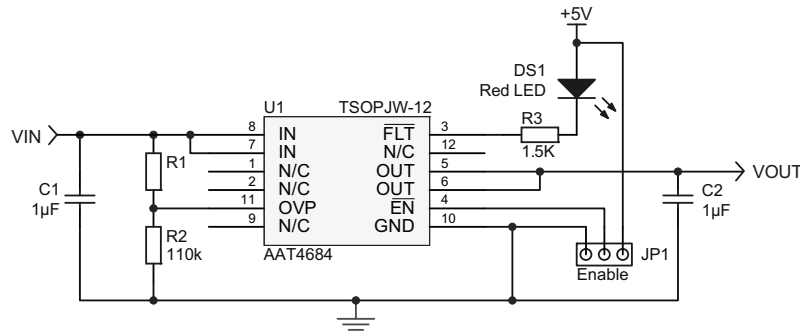 +5V
DS1
Red LED
U1 TSOPJW-12
R3
1.5K
VIN
8 IN FLT 3
7 IN N/C 12
1 N/C OUT 5
2 N/C OUT 6
11 OVP EN 4
9 N/C GND 10
R1
VOUT
C1
1µF
C2
1µF
R2
110k
AAT4684
JP1
Enable